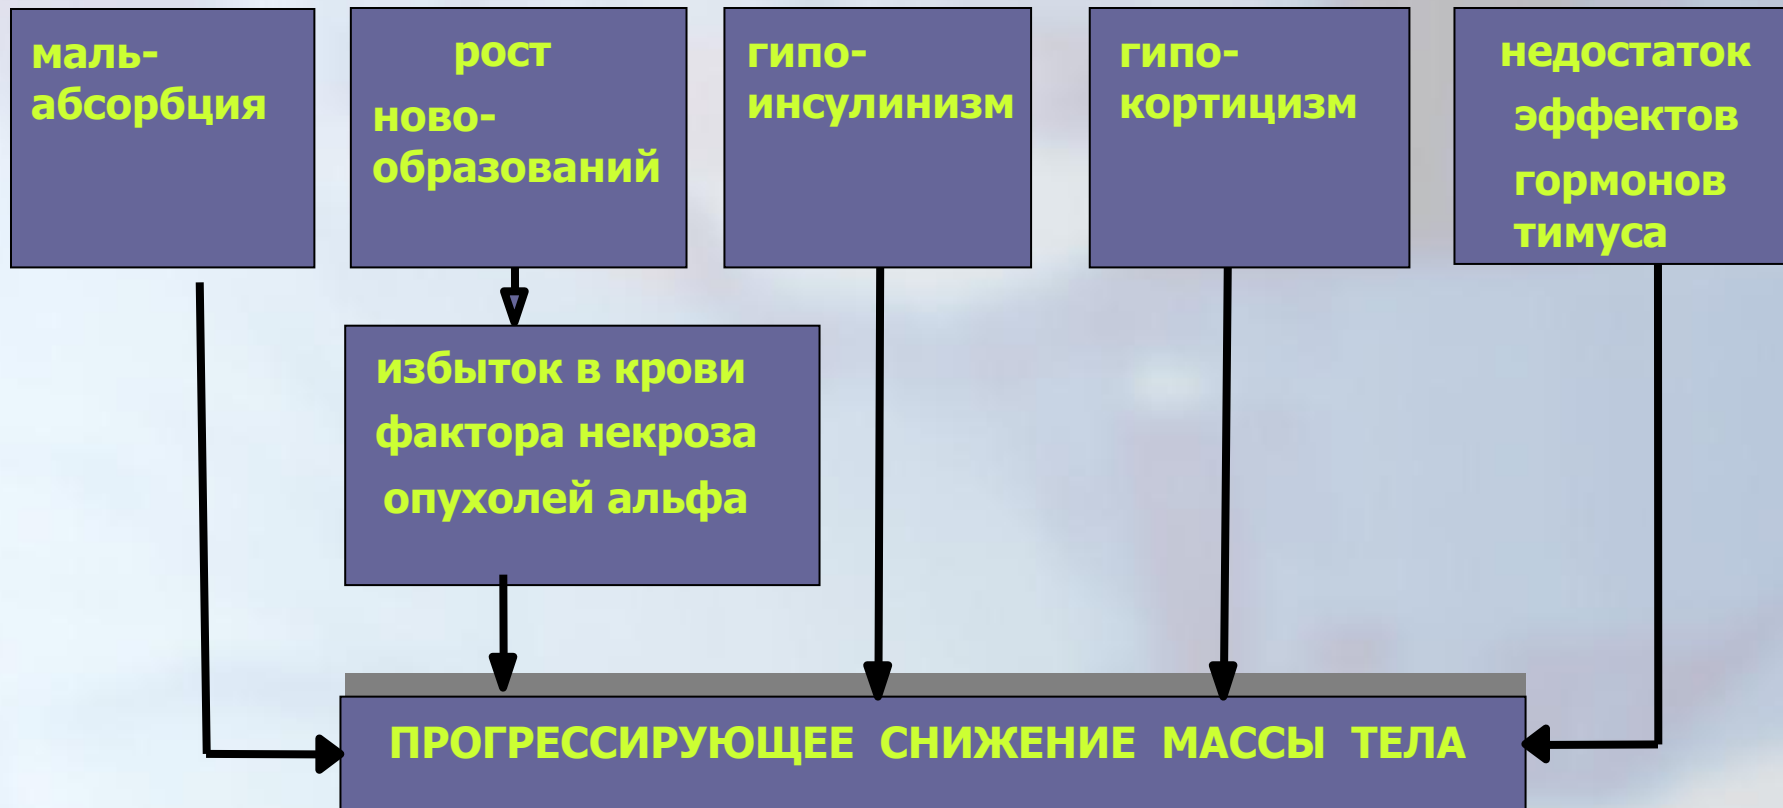 маль-
абсорбция
рост
ново-
образований
гипо-
инсулинизм
гипо-
кортицизм
недостаток
эффектов
гормонов
тимуса
избыток в крови
фактора некроза
опухолей альфа
ПРОГРЕССИРУЮЩЕЕ СНИЖЕНИЕ МАССЫ ТЕЛА